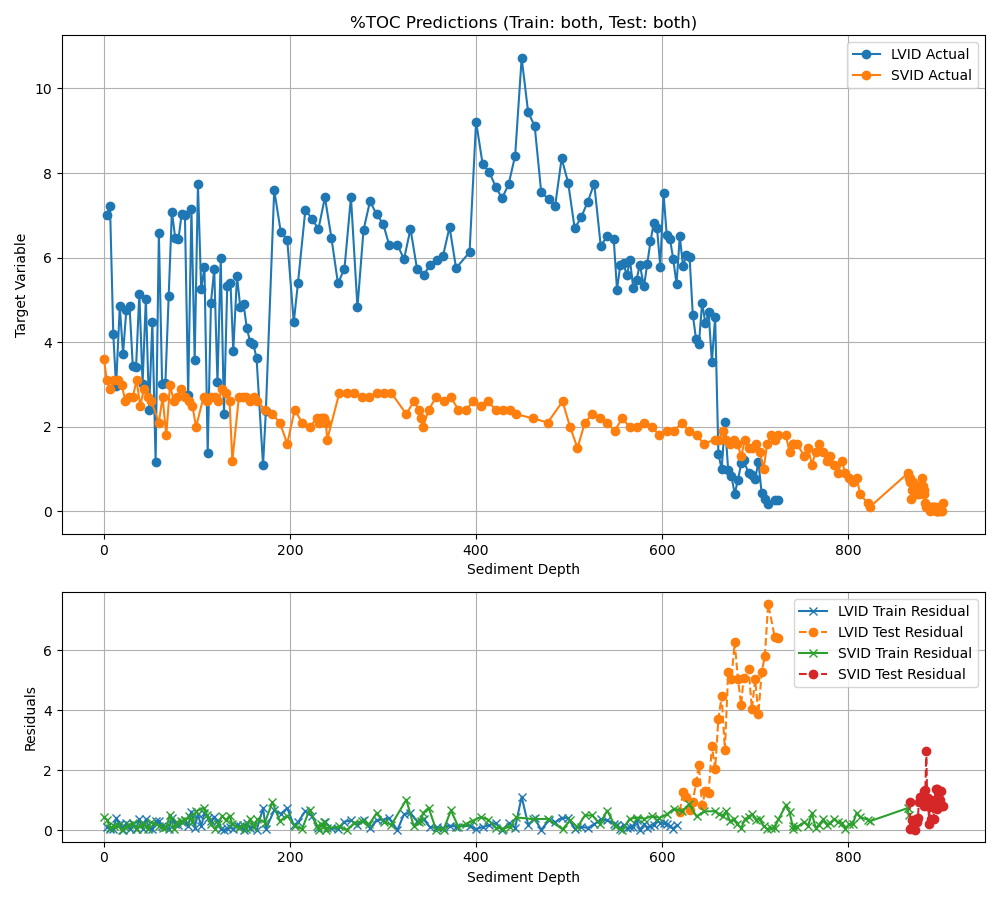 %TOC Predictions (Train: both, Test: both)
LVID Actual
SVID Actual
Target Variable
10
8
6
4
2
0
0 200 400 600 800
Sediment Depth
LVID Train Residual
LVID Test Residual
SVID Train Residual
SVID Test Residual
Residuals
6
4
2
0
0 200 400 600 800
Sediment Depth